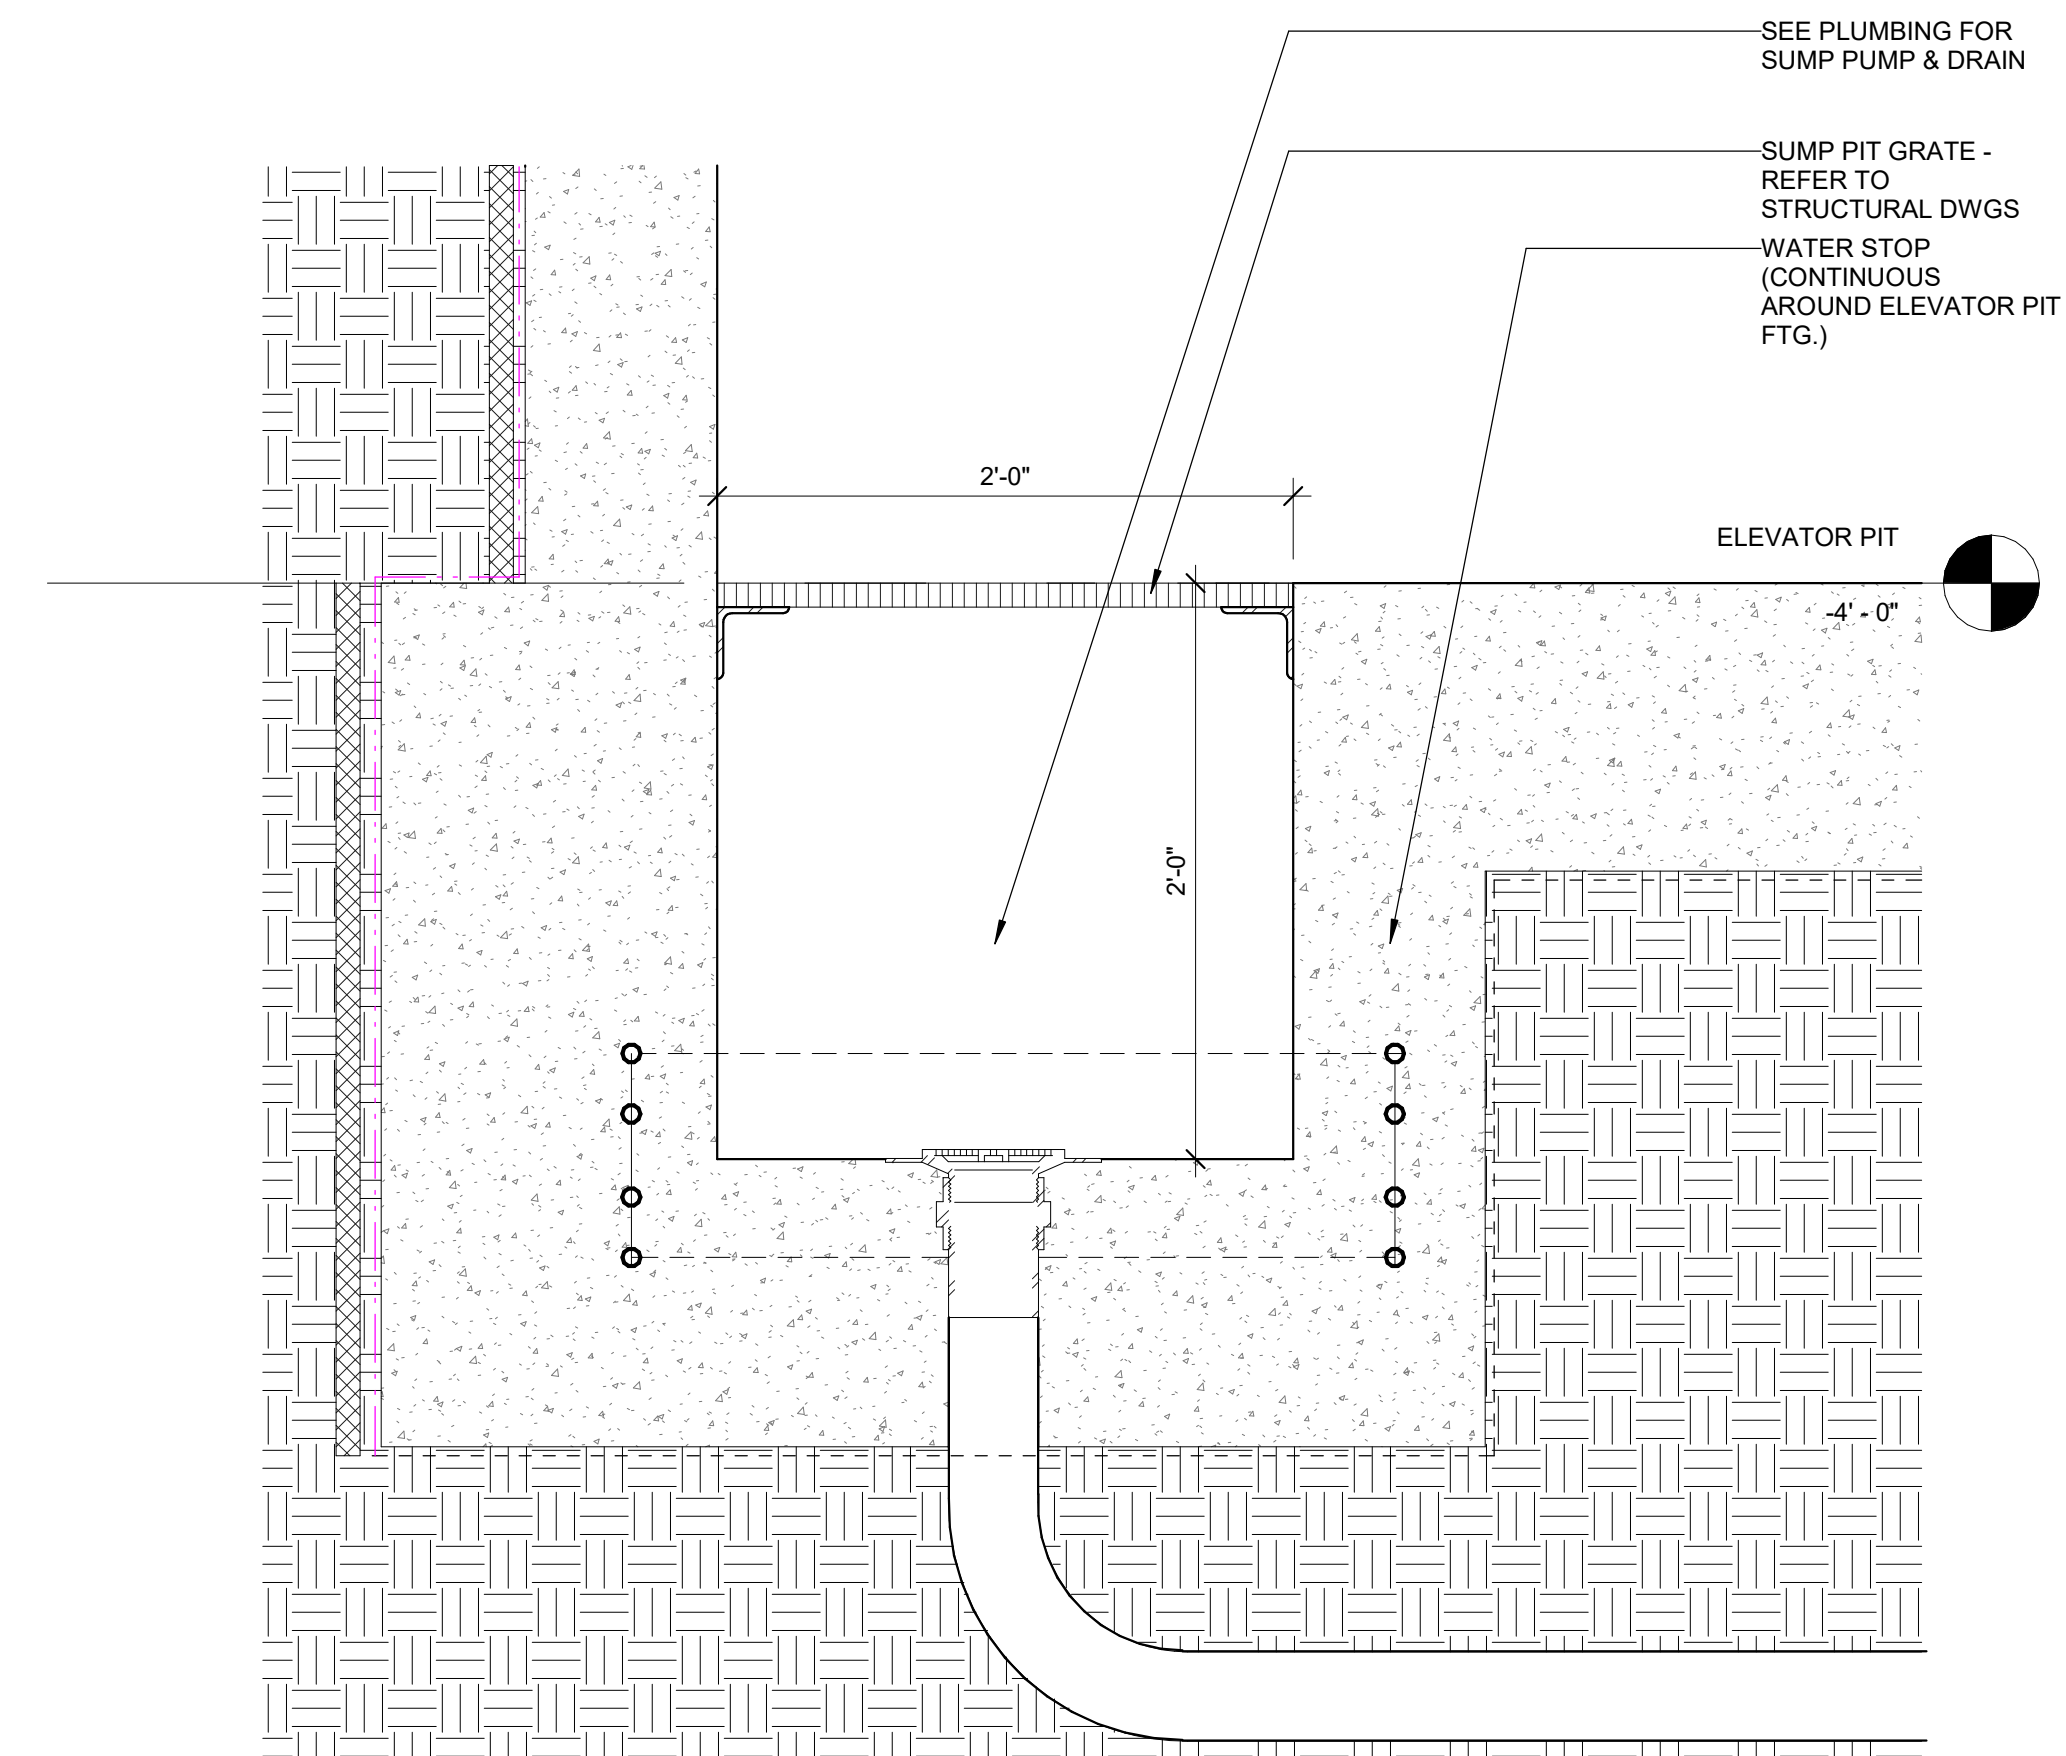 SEE PLUMBING FOR
SUMP PUMP & DRAIN
SUMP PIT GRATE -
REFER TO
STRUCTURAL DWGS
WATER STOP
(CONTINUOUS
AROUND ELEVATOR PIT
FTG.)
2'-0"
ELEVATOR PIT
-4' - 0"
2'-0"